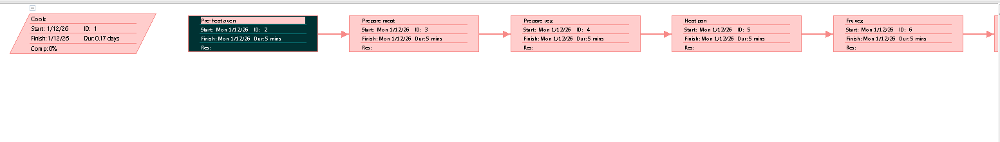 Cook
Start: 1/12/26 ID: 1
Finish: 1/12/26 Dur: 0.17 days
Comp: 0%
Pre-heat oven
Start: Mon 1/12/26 ID: 2
Finish: Mon 1/12/26 Dur: 5 mins
Res:
Prepare meat
Start: Mon 1/12/26 ID: 3
Finish: Mon 1/12/26 Dur: 5 mins
Res:
Prepare veg
Start: Mon 1/12/26 ID: 4
Finish: Mon 1/12/26 Dur: 5 mins
Res:
Heat pan
Start: Mon 1/12/26 ID: 5
Finish: Mon 1/12/26 Dur: 5 mins
Res:
Fry veg
Start: Mon 1/12/26 ID: 6
Finish: Mon 1/12/26 Dur: 5 mins
Res: